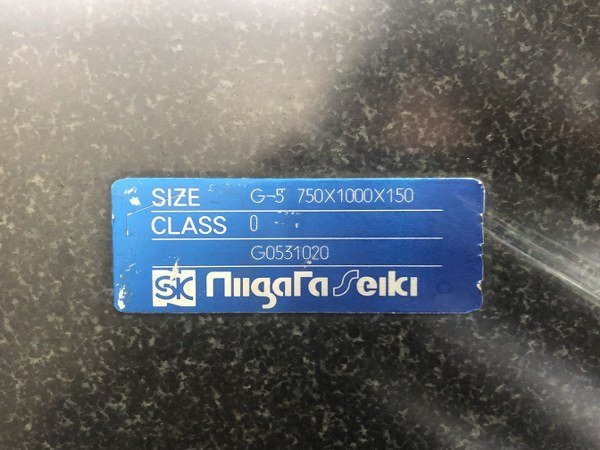 SIZE G-5 750X1000X150
CLASS 0
G0531020
SK niigata seiki